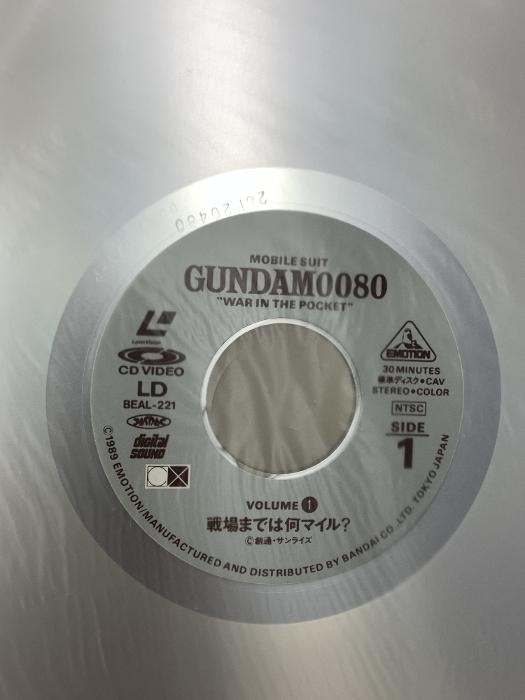 MOBILE SUIT
GUNDAM0080
"WAR IN THE POCKET"
LaserVision
CD VIDEO
LD
BEAL-221
digital
SOUND
EMOTION
30 MINUTES
標準ディスク•CAV
STEREO•COLOR
NTSC
SIDE
1
VOLUME 1
戦場までは何マイル?
©創通・サンライズ
©1989 EMOTION/MANUFACTURED AND DISTRIBUTED BY BANDAI CO.,LTD. TOKYO JAPAN